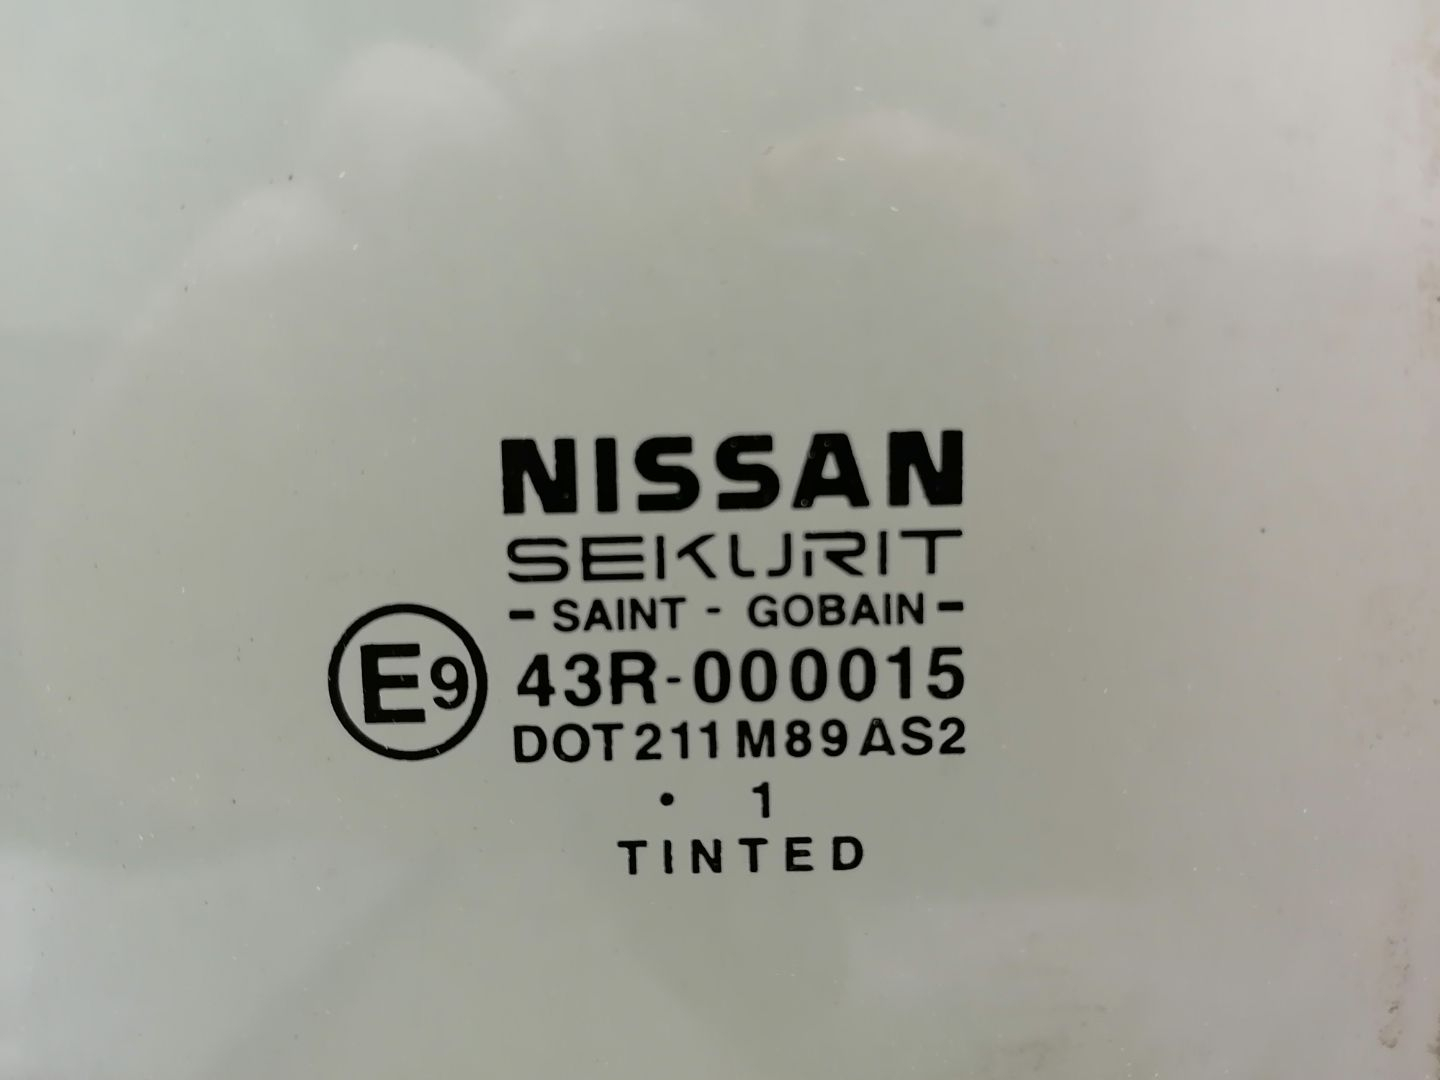 NISSAN
SEKURIT
- SAINT - GOBAIN -
E9 43R-000015
DOT 211 M89 AS2
• 1
TINTED